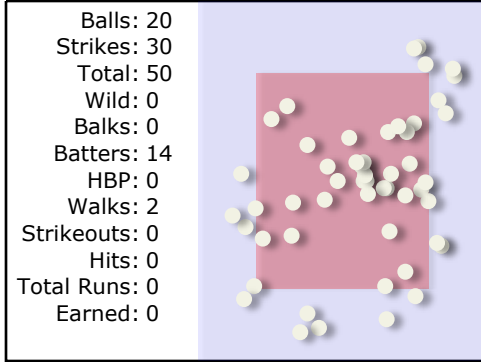 Balls: 20
Strikes: 30
Total: 50
Wild: 0
Balks: 0
Batters: 14
HBP: 0
Walks: 2
Strikeouts: 0
Hits: 0
Total Runs: 0
Earned: 0